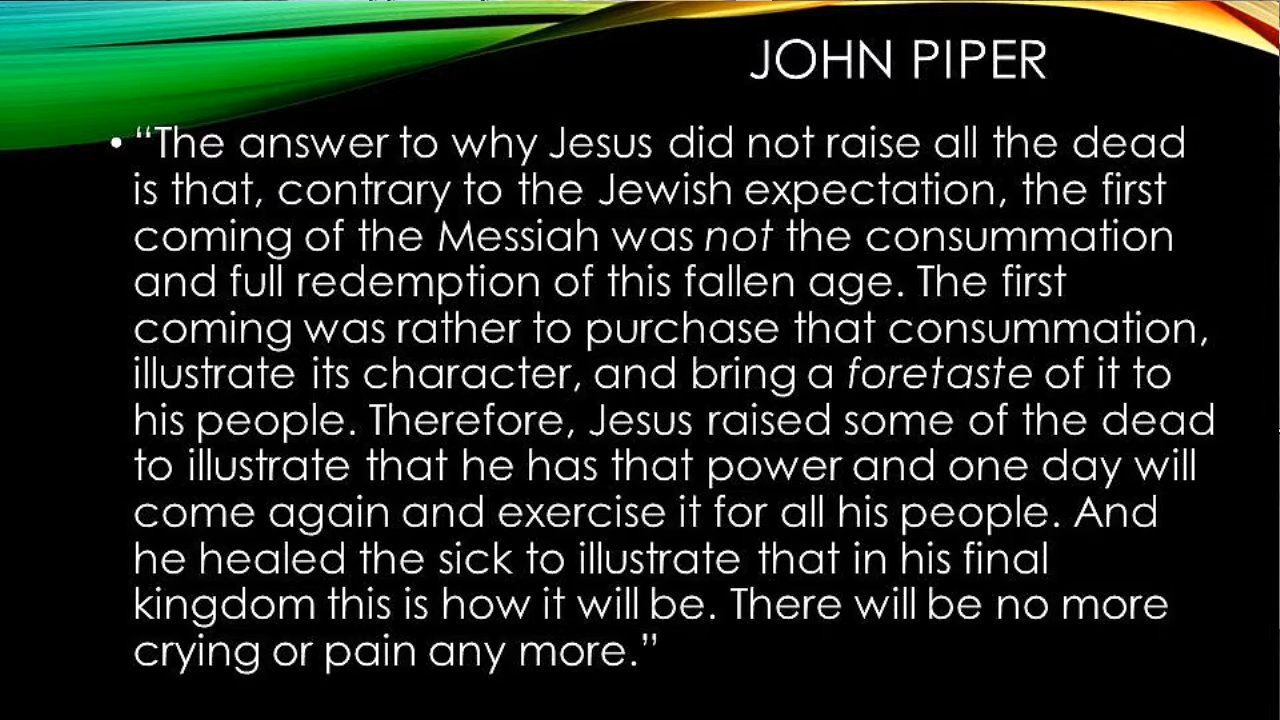 JOHN PIPER
• “The answer to why Jesus did not raise all the dead
is that, contrary to the Jewish expectation, the first
coming of the Messiah was not the consummation
and full redemption of this fallen age. The first
coming was rather to purchase that consummation,
illustrate its character, and bring a foretaste of it to
his people. Therefore, Jesus raised some of the dead
to illustrate that he has that power and one day will
come again and exercise it for all his people. And
he healed the sick to illustrate that in his final
kingdom this is how it will be. There will be no more
crying or pain any more.”